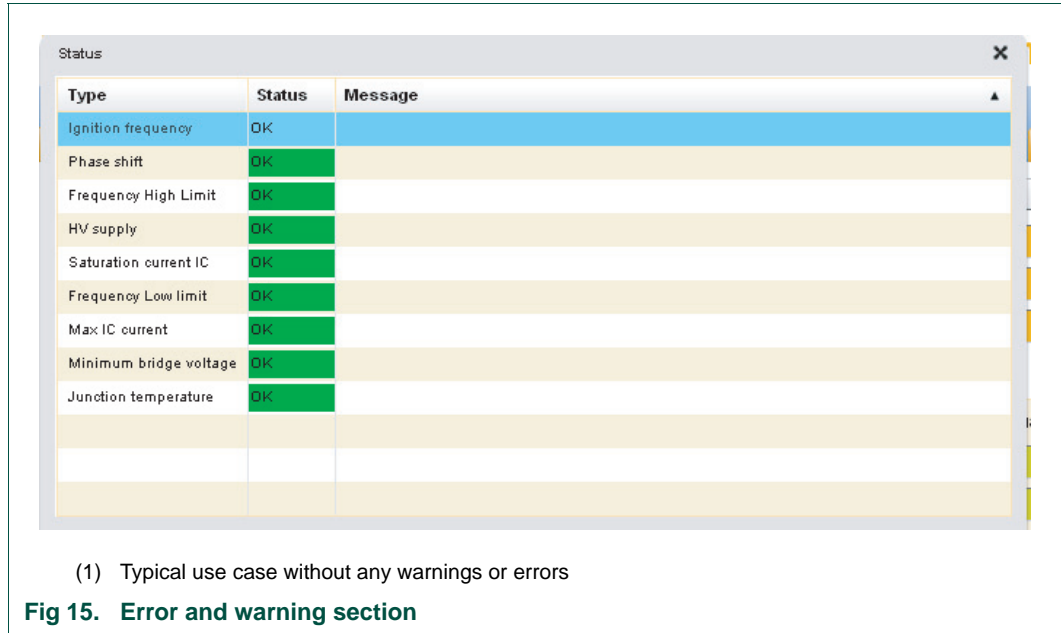 Status
Type Status Message
Ignition frequency OK
Phase shift OK
Frequency High Limit OK
HV supply OK
Saturation current IC OK
Frequency Low limit OK
Max IC current OK
Minimum bridge voltage OK
Junction temperature OK
(1) Typical use case without any warnings or errors
Fig 15. Error and warning section